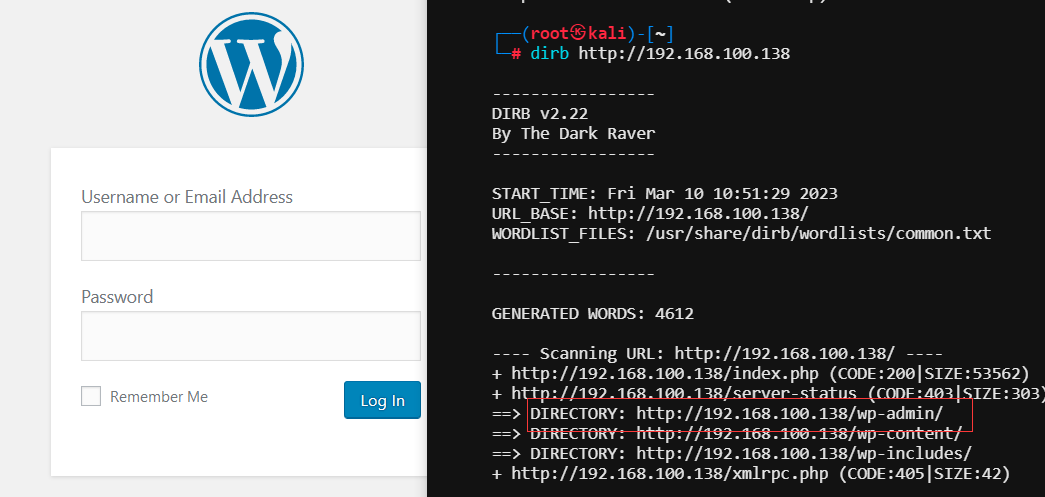 Username or Email Address
Password
Remember Me
Log In
┌──(root㉿kali)-[~]
└─# dirb http://192.168.100.138
-----------------
DIRB v2.22
By The Dark Raver
-----------------
START_TIME: Fri Mar 10 10:51:29 2023
URL_BASE: http://192.168.100.138/
WORDLIST_FILES: /usr/share/dirb/wordlists/common.txt
-----------------
GENERATED WORDS: 4612
---- Scanning URL: http://192.168.100.138/ ----
+ http://192.168.100.138/index.php (CODE:200|SIZE:53562)
+ http://192.168.100.138/server-status (CODE:403|SIZE:303)
==> DIRECTORY: http://192.168.100.138/wp-admin/
==> DIRECTORY: http://192.168.100.138/wp-content/
==> DIRECTORY: http://192.168.100.138/wp-includes/
+ http://192.168.100.138/xmlrpc.php (CODE:405|SIZE:42)